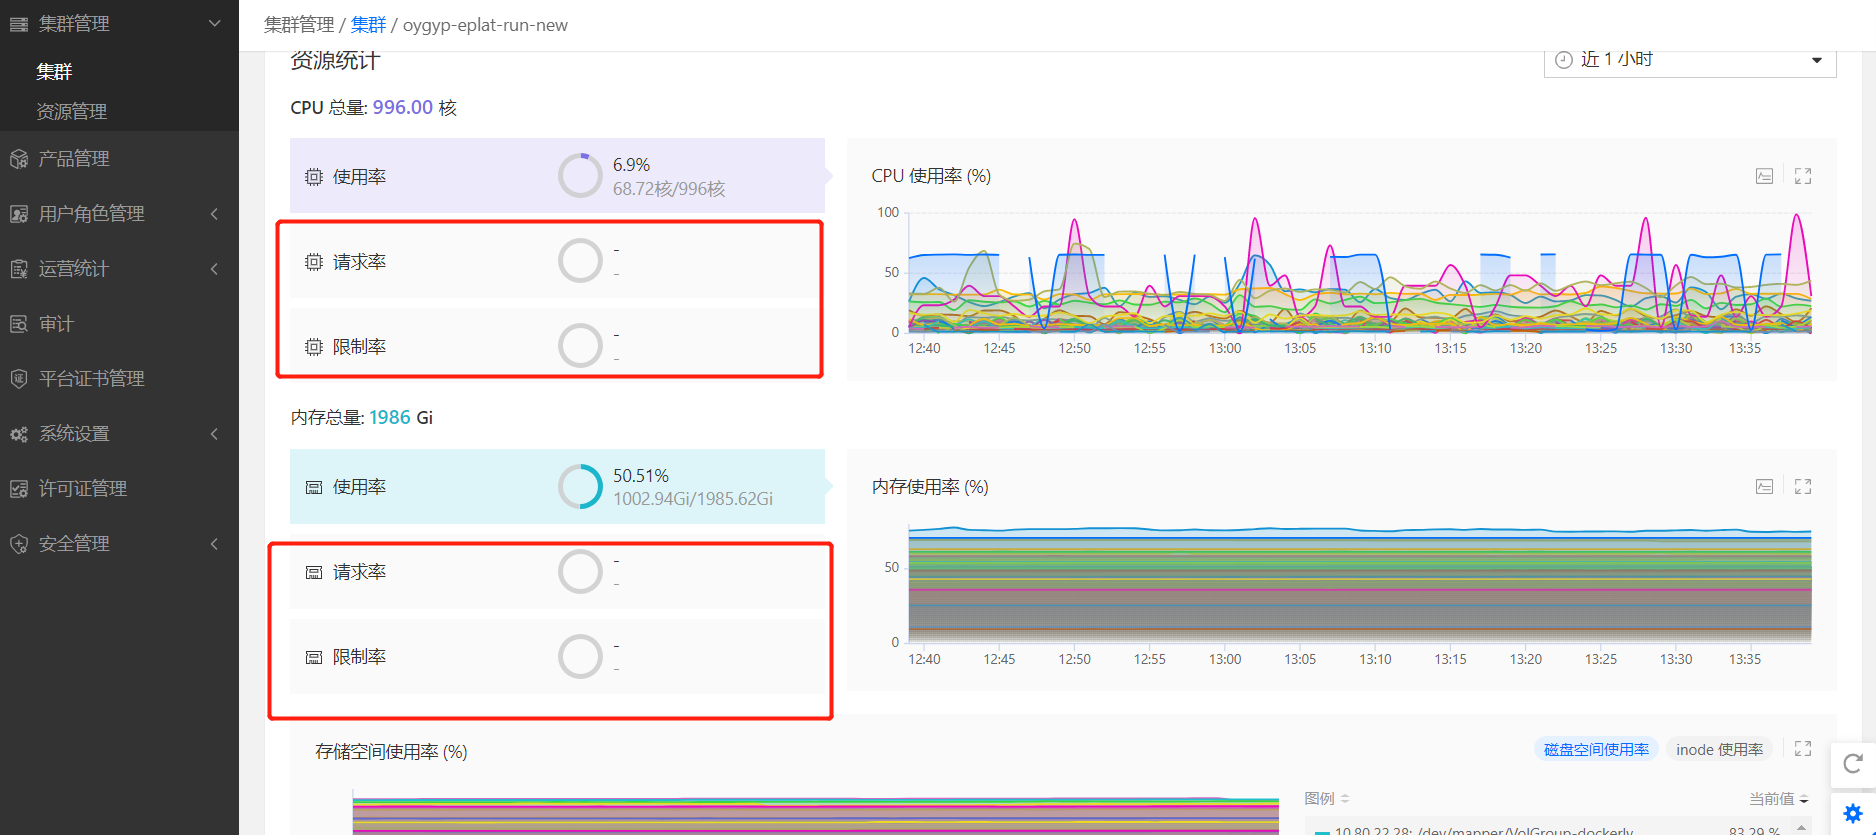 集群管理
集群
资源管理
产品管理
用户角色管理
运营统计
审计
平台证书管理
系统设置
许可证管理
安全管理
集群管理 / 集群 / oygyp-eplat-run-new
资源统计
近 1 小时
CPU 总量: 996.00 核
使用率
6.9%
68.72核/996核
请求率
-
-
限制率
-
-
CPU 使用率 (%)
100
50
0
12:40 12:45 12:50 12:55 13:00 13:05 13:10 13:15 13:20 13:25 13:30 13:35
内存总量: 1986 Gi
使用率
50.51%
1002.94Gi/1985.62Gi
请求率
-
-
限制率
-
-
内存使用率 (%)
50
0
12:40 12:45 12:50 12:55 13:00 13:05 13:10 13:15 13:20 13:25 13:30 13:35
存储空间使用率 (%)
磁盘空间使用率 inode 使用率
图例 当前值
10.80.22.28: /dev/mapper/VolGroup-dockerlv 83.29 %